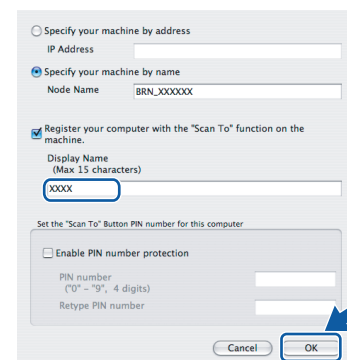 Specify your machine by address
IP Address
Specify your machine by name
Node Name BRN_XXXXXX
Register your computer with the "Scan To" function on the
machine.
Display Name
(Max 15 characters)
XXXX
Set the "Scan To" Button PIN number for this computer
Enable PIN number protection
PIN number
("0" – "9", 4 digits)
Retype PIN number
Cancel OK